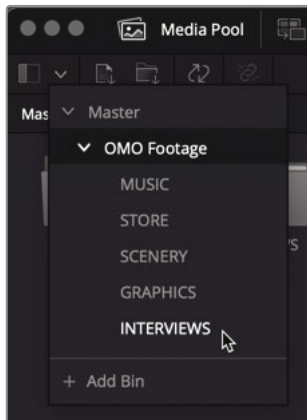 Media Pool
Mas
Master
OMO Footage
MUSIC
STORE
SCENERY
GRAPHICS
INTERVIEWS
+ Add Bin